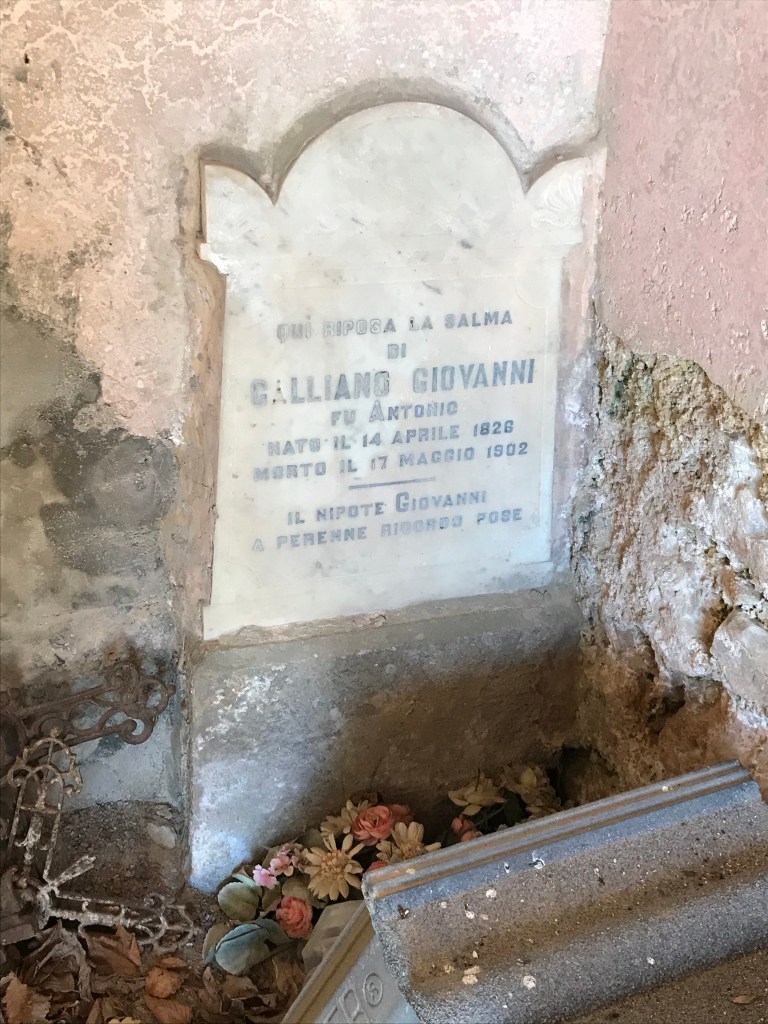 QUÌ RIPOSA LA SALMA
DI
GALLIANO GIOVANNI
FU ANTONIO
NATO IL 14 APRILE 1826
MORTO IL 17 MAGGIO 1902
IL NIPOTE GIOVANNI
A PERENNE RICORDO POSE